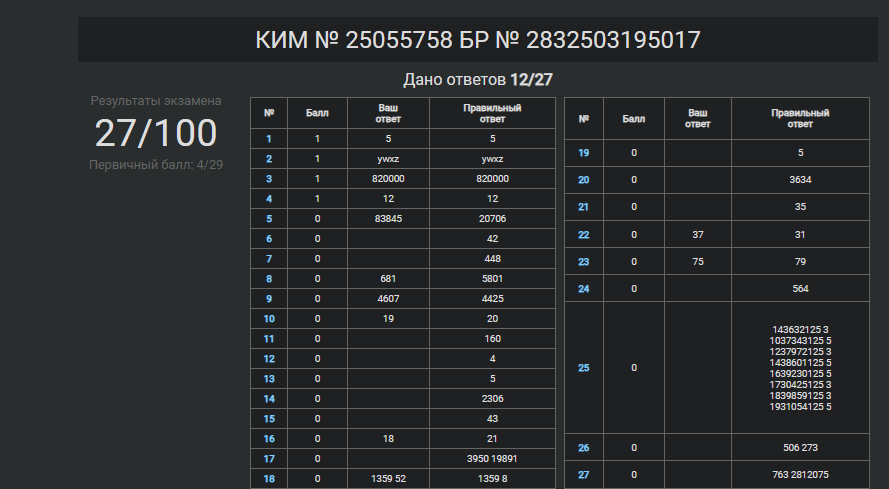 КИМ № 25055758 БР № 2832503195017
Дано ответов 12/27
Результаты экзамена
27/100
Первичный балл: 4/29
№ Балл Ваш ответ Правильный ответ
1 1 5 5
2 1 ywxz ywxz
3 1 820000 820000
4 1 12 12
5 0 83845 20706
6 0 42
7 0 448
8 0 681 5801
9 0 4607 4425
10 0 19 20
11 0 160
12 0 4
13 0 5
14 0 2306
15 0 43
16 0 18 21
17 0 3950 19891
18 0 1359 52 1359 8
№ Балл Ваш ответ Правильный ответ
19 0 5
20 0 3634
21 0 35
22 0 37 31
23 0 75 79
24 0 564
25 0
143632125 3
1037343125 5
1237972125 3
1438601125 5
1639230125 5
1730425125 3
1839859125 3
1931054125 5
26 0 506 273
27 0 763 2812075